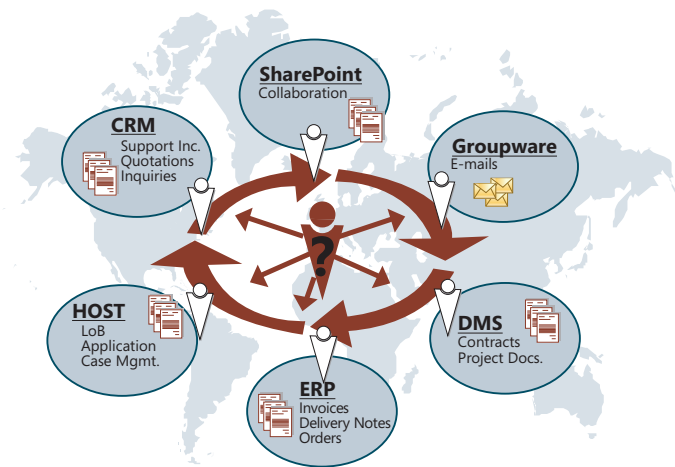 SharePoint
Collaboration
CRM
Support Inc.
Quotations
Inquiries
Groupware
E-mails
?
HOST
LoB
Application
Case Mgmt.
DMS
Contracts
Project Docs.
ERP
Invoices
Delivery Notes
Orders